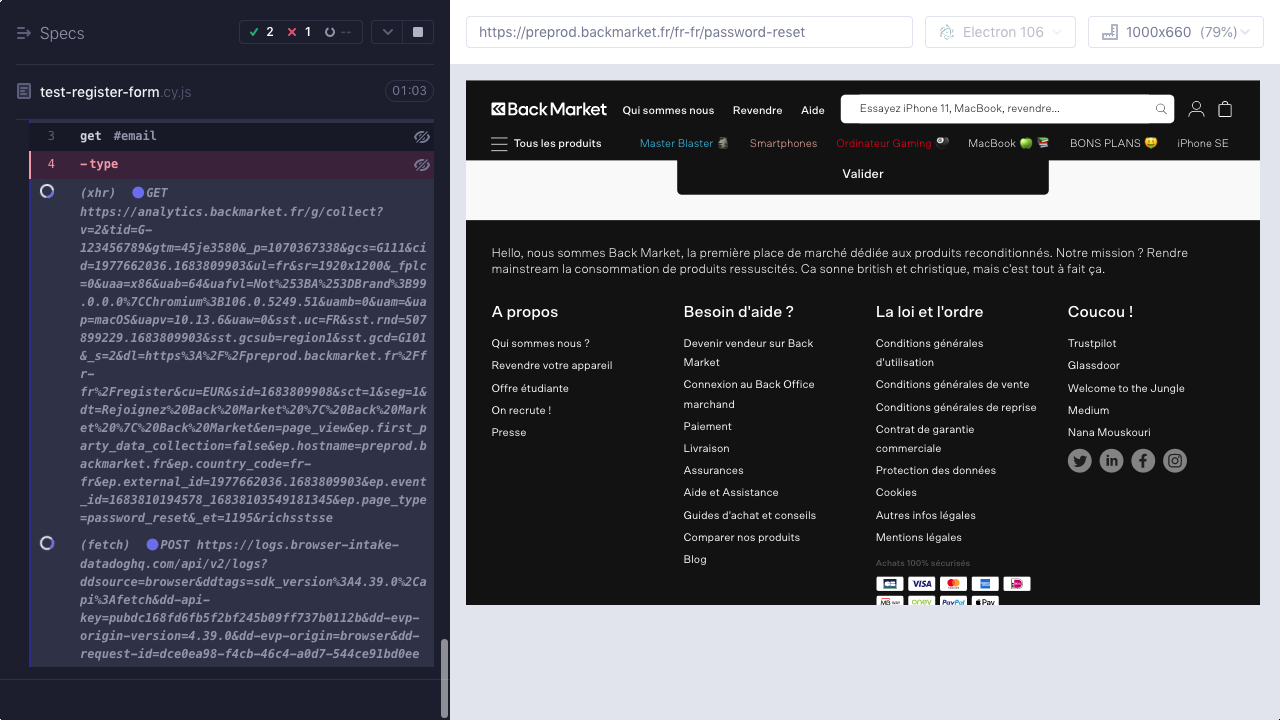 Specs
2
1
--
test-register-form.cy.js
01:03
3 get #email
4 -type
(xhr) GET
https://analytics.backmarket.fr/g/collect?
v=2&tid=G-
123456789&gtm=45je3580&_p=1070367338&gcs=G111&ci
d=1977662036.1683809903&ul=fr&sr=1920x1200&_fplc
=0&uaa=x86&uab=64&uafvl=Not%253BA%253DBrand%3B99
.0.0.0%7CChromium%3B106.0.5249.51&uamb=0&uam=&ua
p=macOS&uapv=10.13.6&uaw=0&sst.uc=FR&sst.rnd=507
899229.1683809903&sst.gcsub=region1&sst.gcd=G101
&_s=2&dl=https%3A%2F%2Fpreprod.backmarket.fr%2Ff
r-
fr%2Fregister&cu=EUR&sid=1683809908&sct=1&seg=1&
dt=Rejoignez%20Back%20Market%20%7C%20Back%20Mark
et%20%7C%20Back%20Market&en=page_view&ep.first_p
arty_data_collection=false&ep.hostname=preprod.b
ackmarket.fr&ep.country_code=fr-
fr&ep.external_id=1977662036.1683809903&ep.event
_id=1683810194578_16838103549181345&ep.page_type
=password_reset&_et=1195&richsstsse
(fetch) POST https://logs.browser-intake-
datadoghq.com/api/v2/logs?
ddsource=browser&ddtags=sdk_version%3A4.39.0%2Ca
pi%3Afetch&dd-api-
key=pubdc168fd6fb5f2bf245b09ff737b0112b&dd-evp-
origin-version=4.39.0&dd-evp-origin=browser&dd-
request-id=dce0ea98-f4cb-46c4-a0d7-544ce91bd0ee
https://preprod.backmarket.fr/fr-fr/password-reset
Electron 106
1000x660 (79%)
Back Market
Qui sommes nous
Revendre
Aide
Essayez iPhone 11, MacBook, revendre...
Tous les produits
Master Blaster
Smartphones
Ordinateur Gaming
MacBook
BONS PLANS
iPhone SE
Valider
Hello, nous sommes Back Market, la première place de marché dédiée aux produits reconditionnés. Notre mission ? Rendre
mainstream la consommation de produits ressuscités. Ca sonne british et christique, mais c'est tout à fait ça.
A propos
Qui sommes nous ?
Revendre votre appareil
Offre étudiante
On recrute !
Presse
Besoin d'aide ?
Devenir vendeur sur Back
Market
Connexion au Back Office
marchand
Paiement
Livraison
Assurances
Aide et Assistance
Guides d'achat et conseils
Comparer nos produits
Blog
La loi et l'ordre
Conditions générales
d'utilisation
Conditions générales de vente
Conditions générales de reprise
Contrat de garantie
commerciale
Protection des données
Cookies
Autres infos légales
Mentions légales
Achats 100% sécurisés
VISA
oney
PayPal
Pay
Coucou !
Trustpilot
Glassdoor
Welcome to the Jungle
Medium
Nana Mouskouri